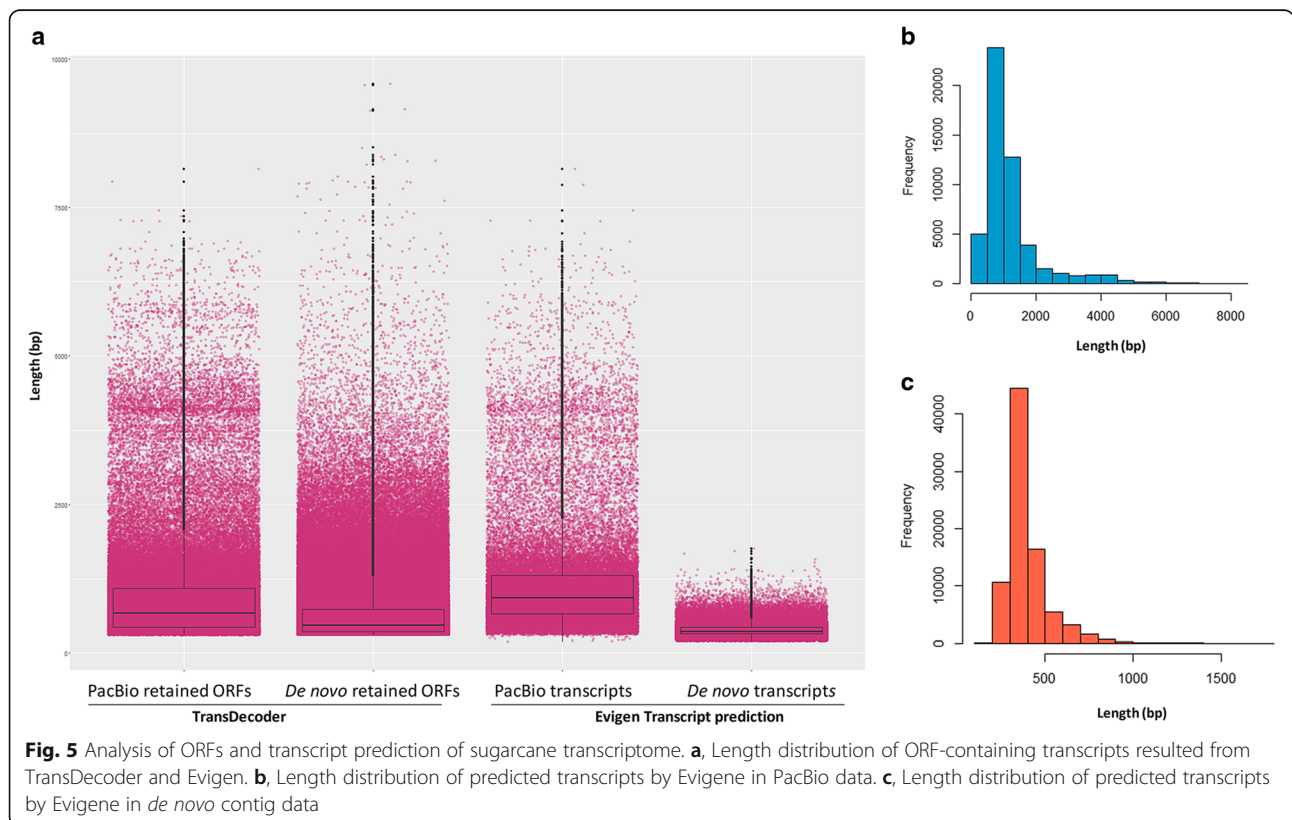 a
10000
7500
5000
2500
0
Length (bp)
PacBio retained ORFs
De novo retained ORFs
PacBio transcripts
De novo transcripts
TransDecoder
Evigen Transcript prediction
b
Frequency
20000
15000
10000
5000
0
0 2000 4000 6000 8000
Length (bp)
c
Frequency
40000
30000
20000
10000
0
500 1000 1500
Length (bp)
Fig. 5 Analysis of ORFs and transcript prediction of sugarcane transcriptome. a, Length distribution of ORF-containing transcripts resulted from
TransDecoder and Evigen. b, Length distribution of predicted transcripts by Evigene in PacBio data. c, Length distribution of predicted transcripts
by Evigene in de novo contig data